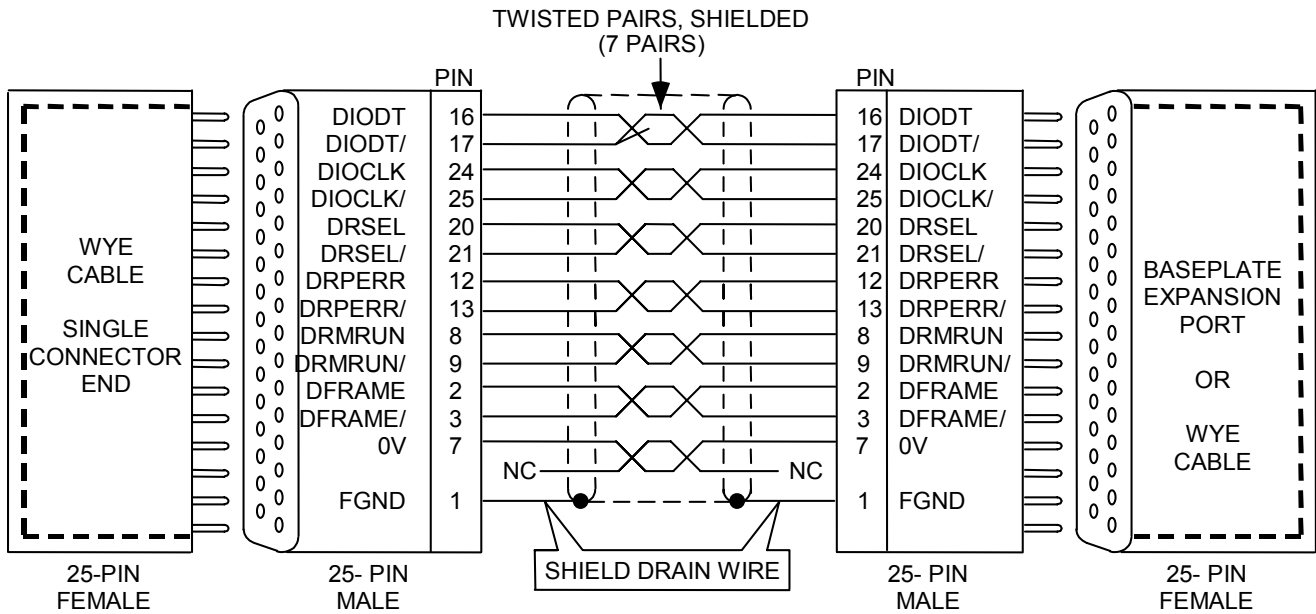 TWISTED PAIRS, SHIELDED
(7 PAIRS)
PIN
PIN
DIODT 16
16 DIODT
DIODT/ 17
17 DIODT/
DIOCLK 24
24 DIOCLK
DIOCLK/ 25
25 DIOCLK/
DRSEL 20
20 DRSEL
DRSEL/ 21
21 DRSEL/
DRPERR 12
12 DRPERR
DRPERR/ 13
13 DRPERR/
DRMRUN 8
8 DRMRUN
DRMRUN/ 9
9 DRMRUN/
DFRAME 2
2 DFRAME
DFRAME/ 3
3 DFRAME/
0V 7
7 0V
NC
NC
FGND 1
1 FGND
WYE
CABLE
SINGLE
CONNECTOR
END
BASEPLATE
EXPANSION
PORT
OR
WYE
CABLE
SHIELD DRAIN WIRE
25-PIN
FEMALE
25- PIN
MALE
25- PIN
MALE
25- PIN
FEMALE